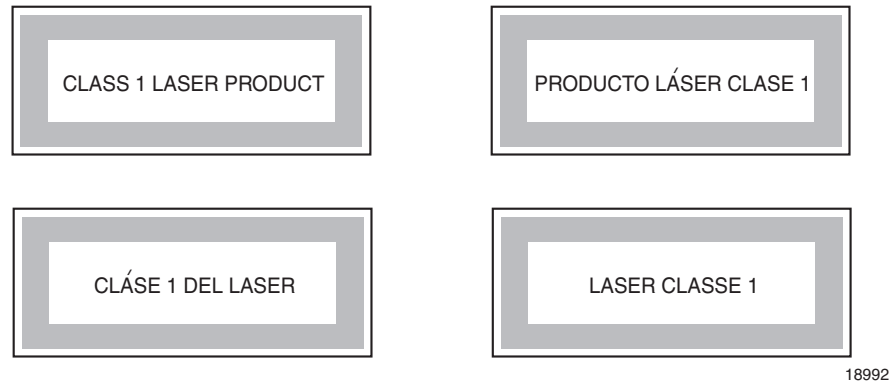 CLASS 1 LASER PRODUCT
PRODUCTO LÁSER CLASE 1
CLÁSE 1 DEL LASER
LASER CLASSE 1
18992